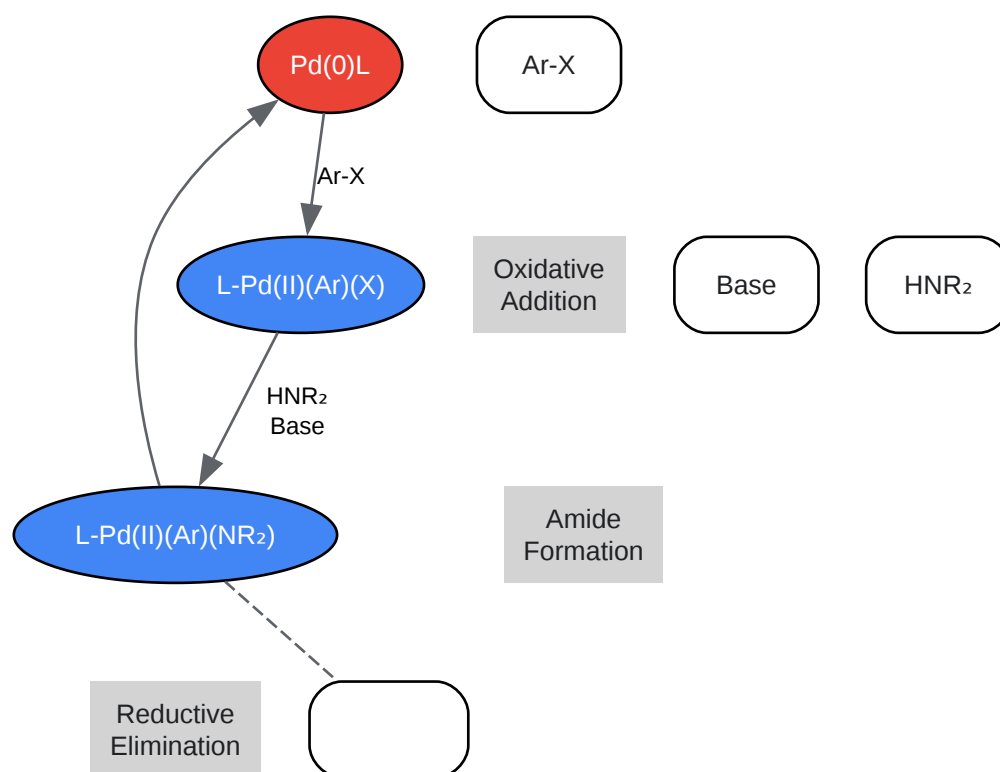 Pd(0)L
Ar-X
Ar-X
L-Pd(II)(Ar)(X)
Oxidative
Addition
Base
HNR₂
HNR₂
Base
L-Pd(II)(Ar)(NR₂)
Amide
Formation
Reductive
Elimination